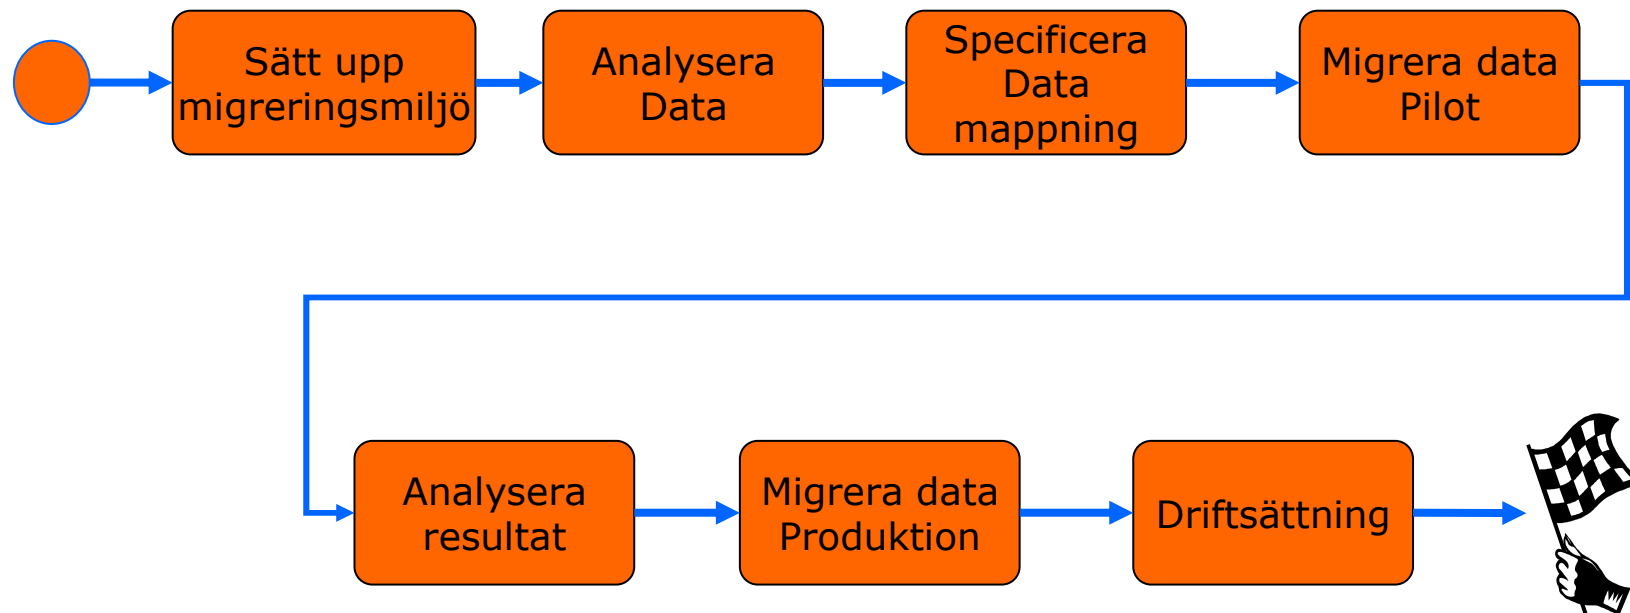 Sätt upp
migreringsmiljö
Analysera
Data
Specificera
Data
mappning
Migrera data
Pilot
Analysera
resultat
Migrera data
Produktion
Driftsättning